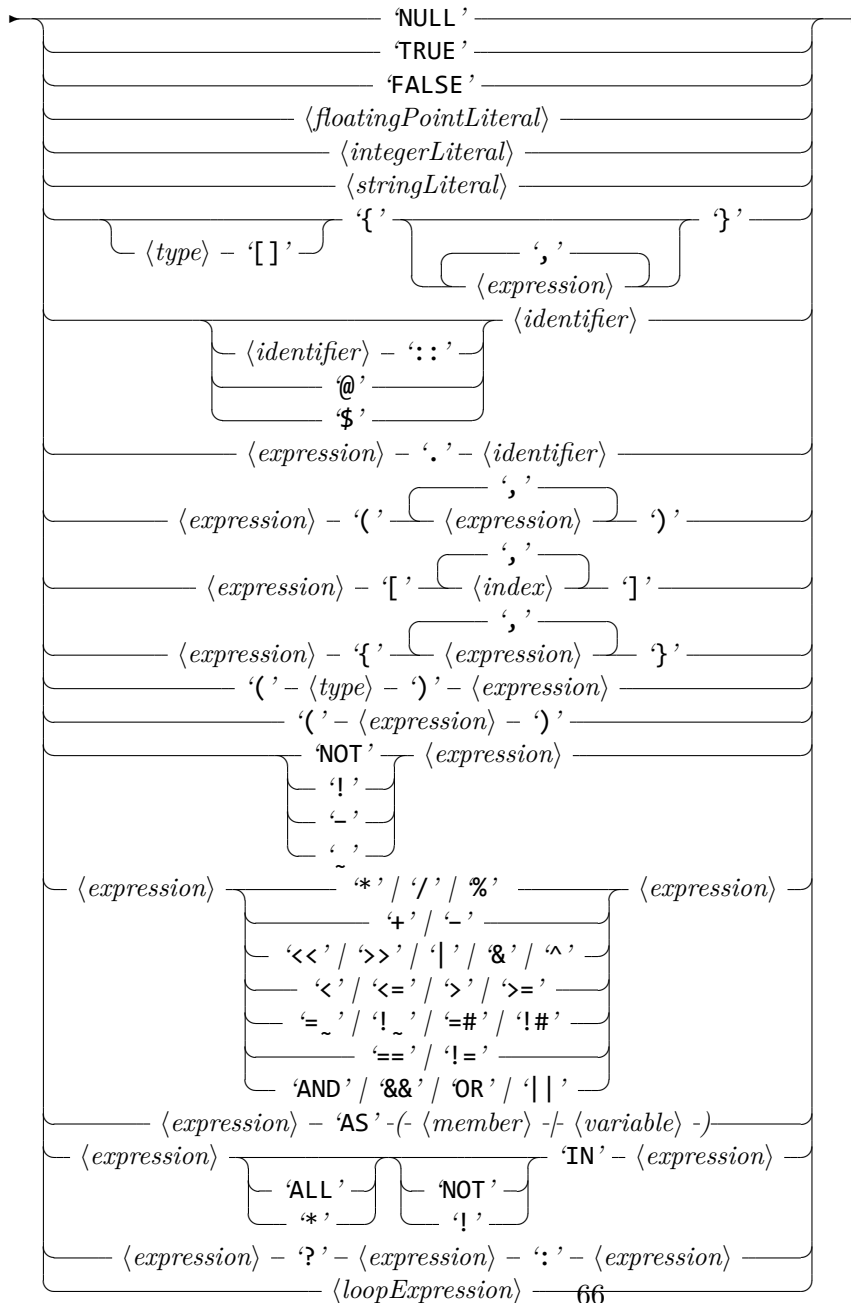 ‘NULL’
‘TRUE’
‘FALSE’
⟨floatingPointLiteral⟩
⟨integerLiteral⟩
⟨stringLiteral⟩
‘{’ ‘}’
⟨type⟩ – ‘[]’ ‘,’
⟨expression⟩
⟨identifier⟩
⟨identifier⟩ – ‘::’
‘@’
‘$’
⟨expression⟩ – ‘.’ – ⟨identifier⟩
‘,’
⟨expression⟩ – ‘(’ ⟨expression⟩ ‘)’
‘,’
⟨expression⟩ – ‘[’ ⟨index⟩ ‘]’
‘,’
⟨expression⟩ – ‘{’ ⟨expression⟩ ‘}’
‘(’ – ⟨type⟩ – ‘)’ – ⟨expression⟩
‘(’ – ⟨expression⟩ – ‘)’
‘NOT’ ⟨expression⟩
‘!’
‘–’
‘~’
⟨expression⟩ ‘*’ / ‘/’ / ‘%’ ⟨expression⟩
‘+’ / ‘–’
‘<<’ / ‘>>’ / ‘|’ / ‘&’ / ‘^’
‘<’ / ‘<=’ / ‘>’ / ‘>=’
‘=~’ / ‘!~’ / ‘=#’ / ‘!#’
‘==’ / ‘!=’
‘AND’ / ‘&&’ / ‘OR’ / ‘||’
⟨expression⟩ – ‘AS’ -(- ⟨member⟩ -/- ⟨variable⟩ -)
⟨expression⟩ ‘IN’ – ⟨expression⟩
‘ALL’ ‘NOT’
‘*’ ‘!’
⟨expression⟩ – ‘?’ – ⟨expression⟩ – ‘:’ – ⟨expression⟩
⟨loopExpression⟩ 66